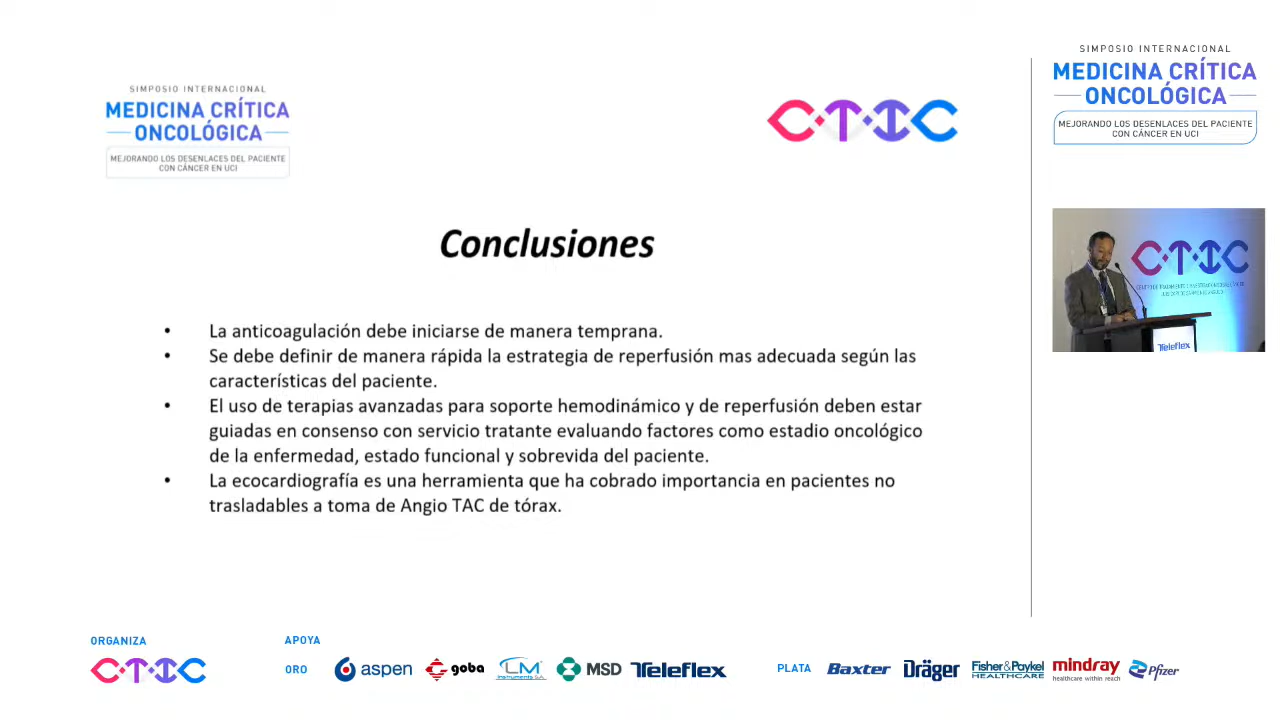 SIMPOSIO INTERNACIONAL
MEDICINA CRÍTICA
ONCOLÓGICA
MEJORANDO LOS DESENLACES DEL PACIENTE
CON CÁNCER EN UCI
CTIC
Conclusiones
• La anticoagulación debe iniciarse de manera temprana.
• Se debe definir de manera rápida la estrategia de reperfusión mas adecuada según las
características del paciente.
• El uso de terapias avanzadas para soporte hemodinámico y de reperfusión deben estar
guiadas en consenso con servicio tratante evaluando factores como estadio oncológico
de la enfermedad, estado funcional y sobrevida del paciente.
• La ecocardiografía es una herramienta que ha cobrado importancia en pacientes no
trasladables a toma de Angio TAC de tórax.
SIMPOSIO INTERNACIONAL
MEDICINA CRÍTICA
ONCOLÓGICA
MEJORANDO LOS DESENLACES DEL PACIENTE
CON CÁNCER EN UCI
CTIC
Teleflex
ORGANIZA
CTIC
APOYA
ORO
aspen
goba
LM
Instruments S.A.
MSD
Teleflex
PLATA
Baxter
Dräger
Fisher & Paykel
HEALTHCARE
mindray
healthcare within reach
Pfizer